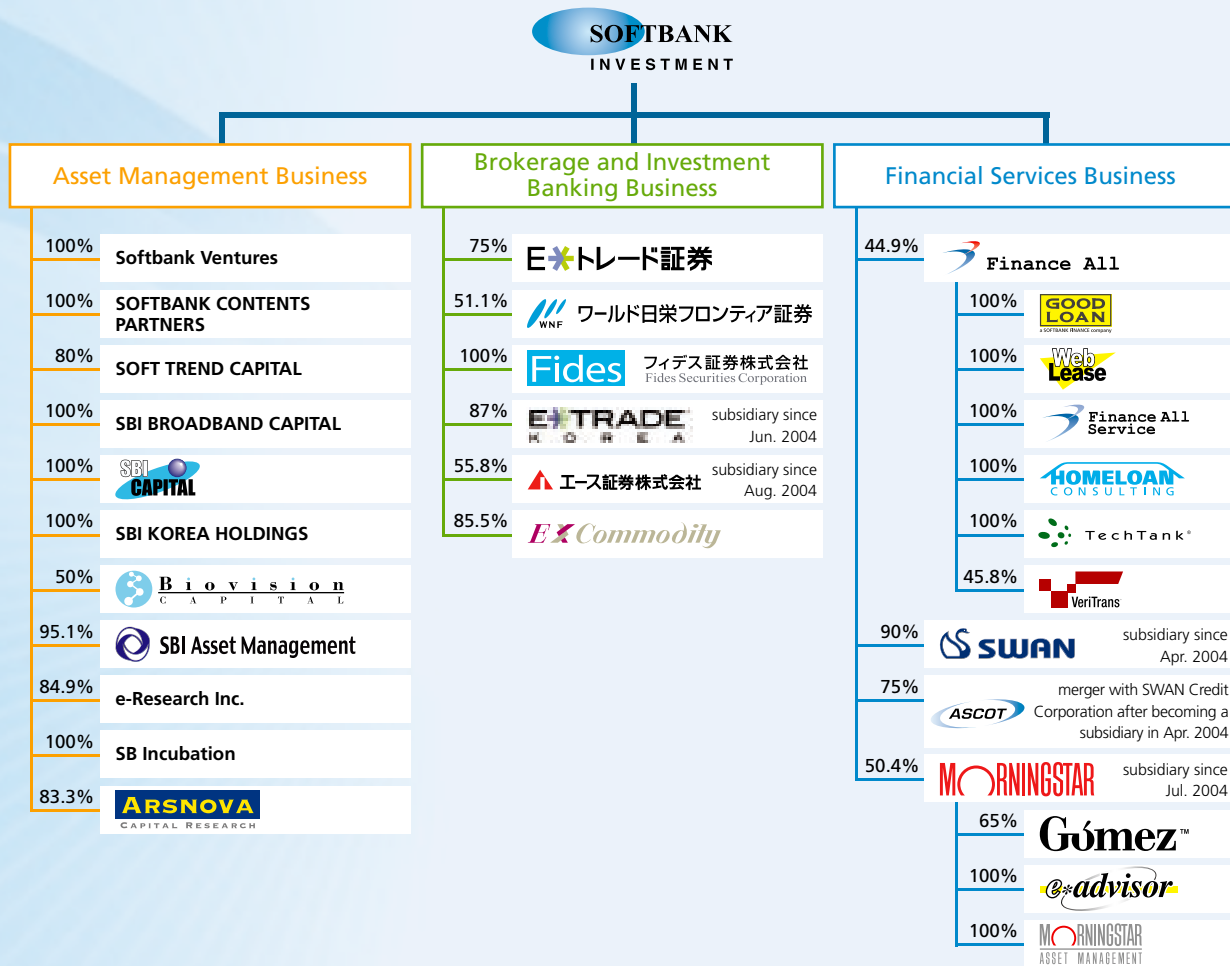 SOFTBANK
INVESTMENT
Asset Management Business
100%
Softbank Ventures
100%
SOFTBANK CONTENTS
PARTNERS
80%
SOFT TREND CAPITAL
100%
SBI BROADBAND CAPITAL
100%
SBI
CAPITAL
100%
SBI KOREA HOLDINGS
50%
Biovision
CAPITAL
95.1%
SBI Asset Management
84.9%
e-Research Inc.
100%
SB Incubation
83.3%
ARSNOVA
CAPITAL RESEARCH
Brokerage and Investment
Banking Business
75%
E*トレード証券
51.1%
WNF ワールド日栄フロンティア証券
100%
Fides フィデス証券株式会社
Fides Securities Corporation
87%
E*TRADE
KOREA
subsidiary since
Jun. 2004
55.8%
エース証券株式会社
subsidiary since
Aug. 2004
85.5%
EXCommodity
Financial Services Business
44.9%
Finance All
100%
GOOD
LOAN
a SOFTBANK FINANCE company
100%
Web
Lease
100%
Finance All
Service
100%
HOMELOAN
CONSULTING
100%
TechTank®
45.8%
VeriTrans
90%
SWAN
subsidiary since
Apr. 2004
75%
ASCOT
merger with SWAN Credit
Corporation after becoming a
subsidiary in Apr. 2004
50.4%
MORNINGSTAR
subsidiary since
Jul. 2004
65%
Gómez™
100%
e*advisor
100%
MORNINGSTAR
ASSET MANAGEMENT